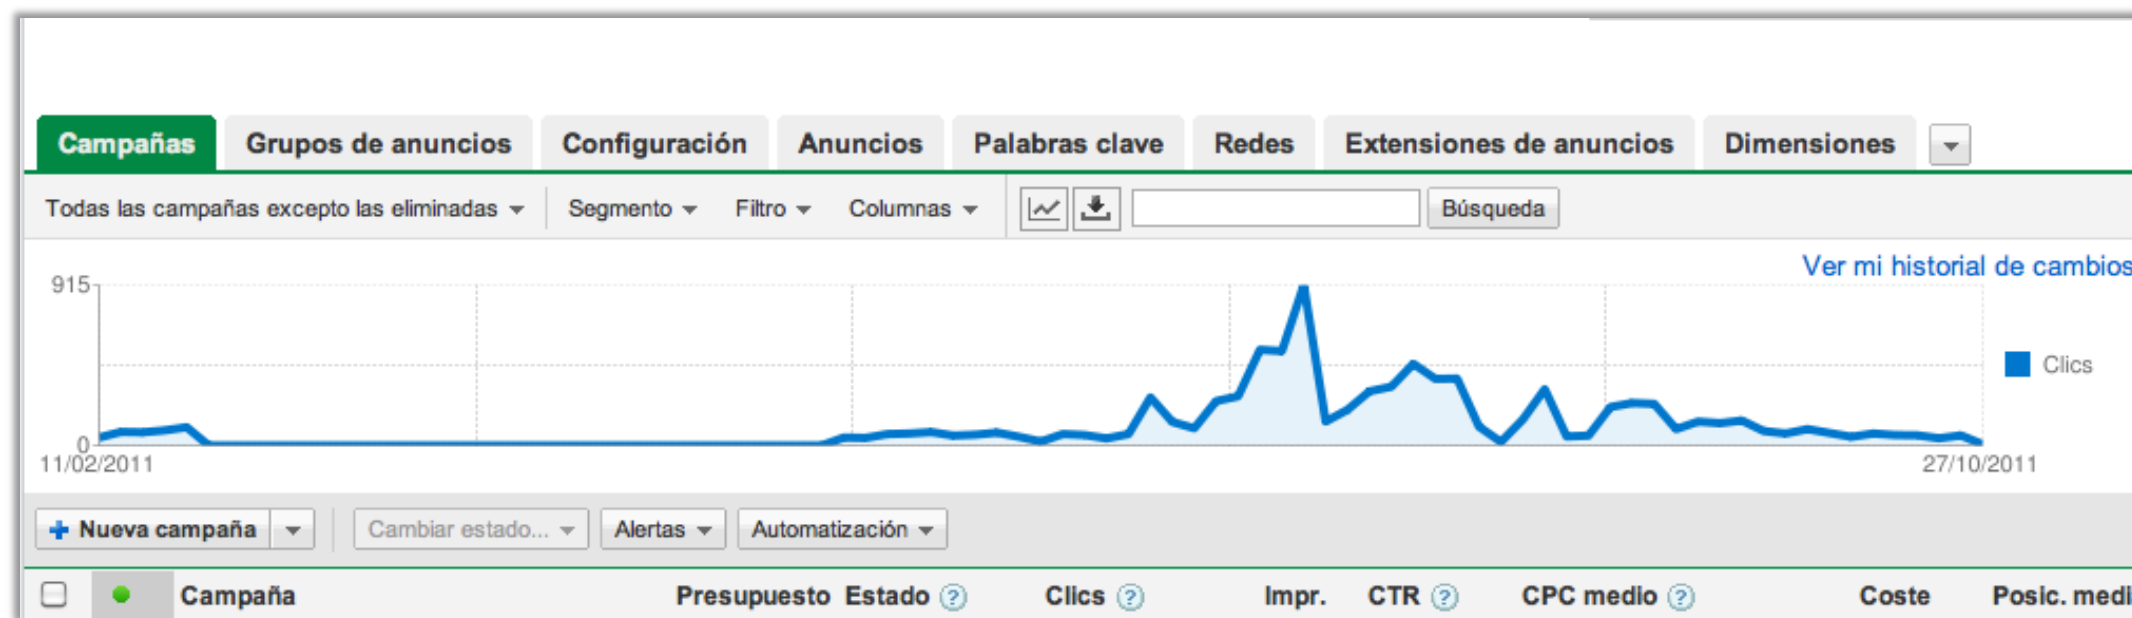 Campañas Grupos de anuncios Configuración Anuncios Palabras clave Redes Extensiones de anuncios Dimensiones
Todas las campañas excepto las eliminadas Segmento Filtro Columnas Búsqueda
Ver mi historial de cambios
915
Clics
0
11/02/2011 27/10/2011
Nueva campaña Cambiar estado... Alertas Automatización
Campaña Presupuesto Estado ? Clics ? Impr. CTR ? CPC medio ? Coste Posic. medi